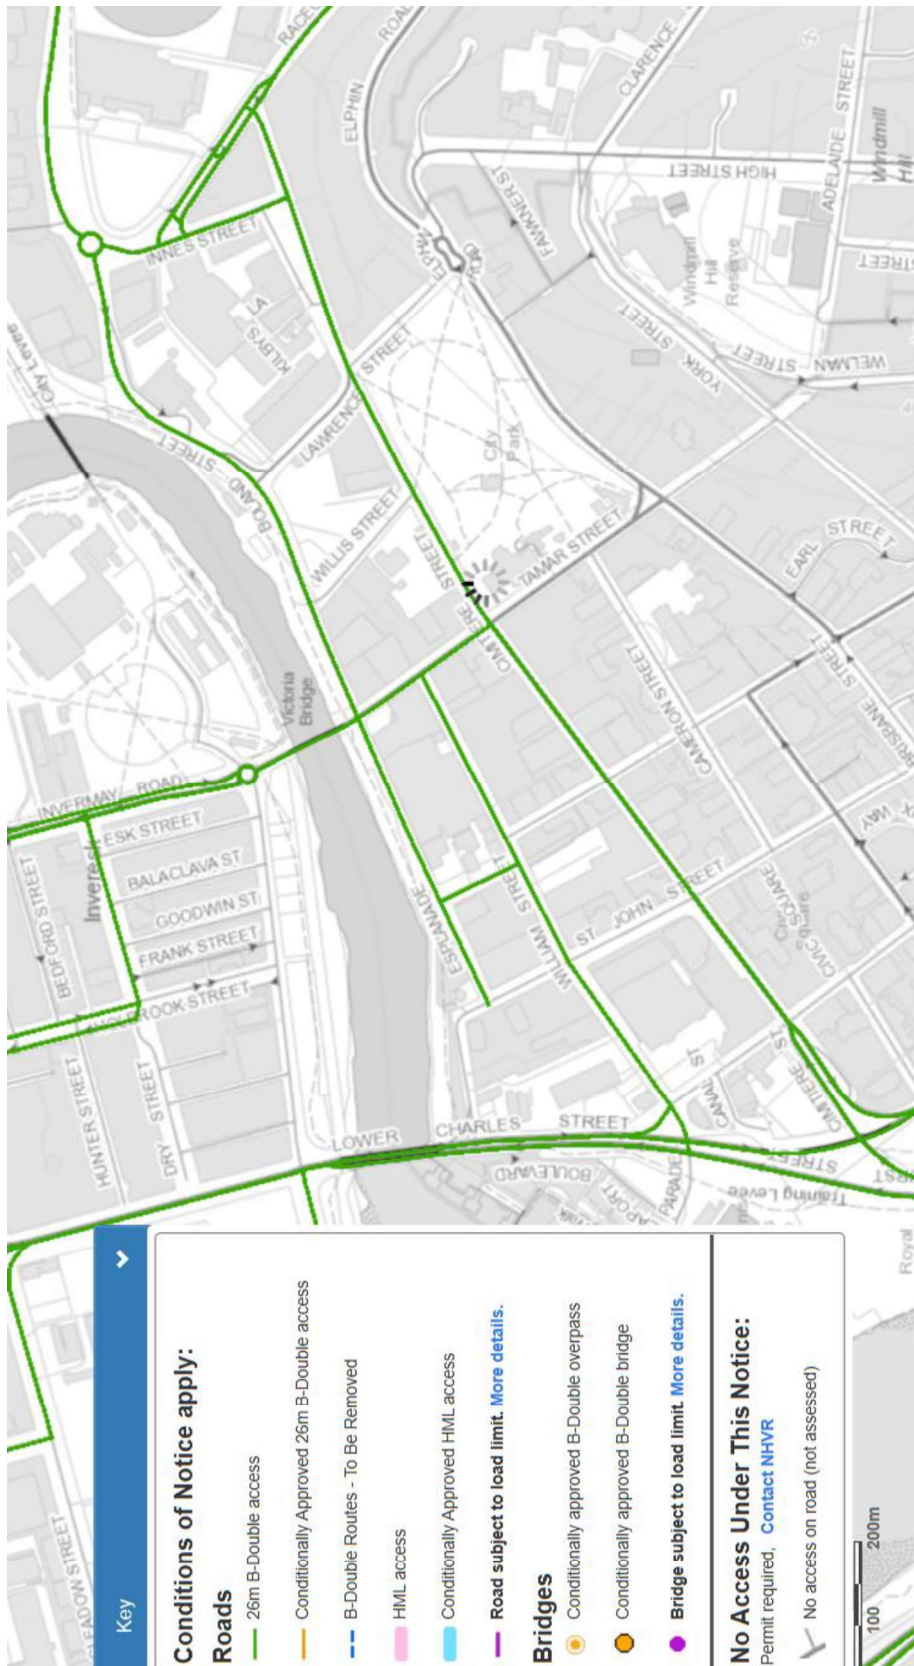 Key
Conditions of Notice apply:
Roads
26m B-Double access
Conditionally Approved 26m B-Double access
B-Double Routes - To Be Removed
HML access
Conditionally Approved HML access
Road subject to load limit. More details.
Bridges
Conditionally approved B-Double overpass
Conditionally approved B-Double bridge
Bridge subject to load limit. More details.
No Access Under This Notice:
Permit required, Contact NHVR
No access on road (not assessed)
100
200m
HUNTER STREET
DRY STREET
BEDFORD STREET
Inveresk
INVERMAY ROAD
ESK STREET
BALACLAVA ST
GOODWIN ST
FRANK STREET
HOLBROOK STREET
Victoria
Bridge
LOWER CHARLES STREET
BOULEVARD
PARADE
Training Levee
STREET
Royal
ESPLANADE
WILLIAM STREET
ST JOHN STREET
CANAL ST
CIMITIERE ST
CIVIC SQUARE
CAMERON STREET
CIMITIERE STREET
TAMAR STREET
WILLIS STREET
LAWRENCE STREET
BOLAND STREET
City Levee
KILBYS LA
INNES STREET
City
Park
ELPHIN ROAD
ELPHIN ROAD
FAWKNER ST
HIGH STREET
CLARENCE
ADELAIDE STREET
Windmill
Hill
Windmill
Hill
Reserve
YORK STREET
WELMAN STREET
STREET
EARL STREET
BRISBANE STREET
WAY